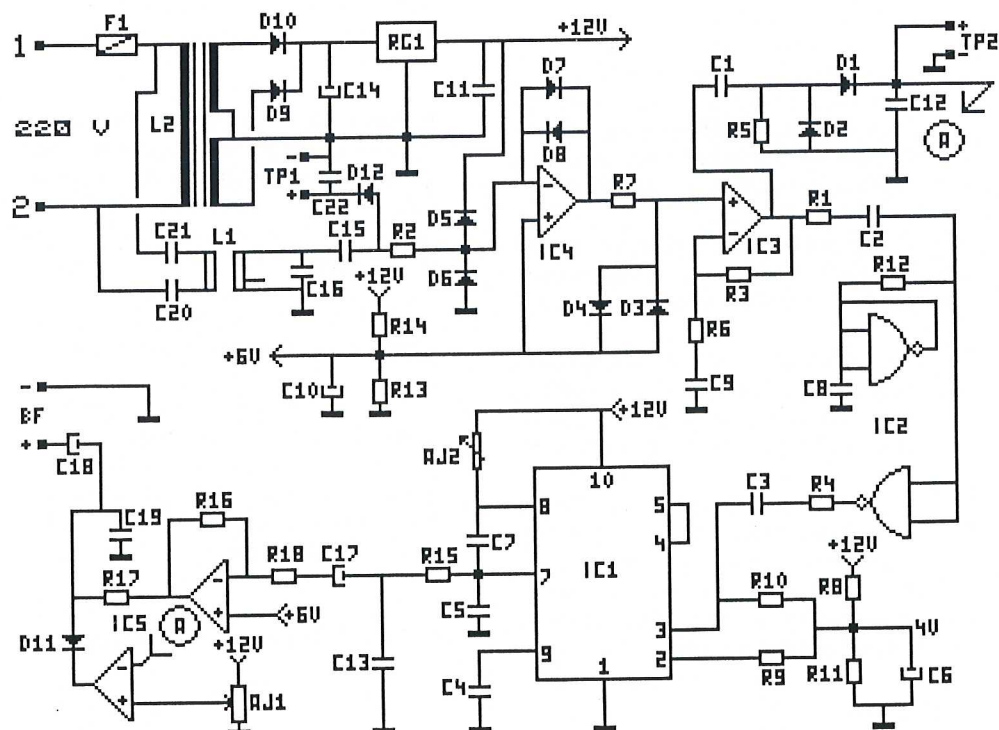 F1
D10
RG1
+12V
+
-
TP2
1
D7
C1
D1
D9
C14
C11
C12
220 V
L2
D8
R5
D2
A
-
TP1
+
D12
C22
-
+
R7
+
-
R1
2
C21
L1
C15
R2
D5
IC4
IC3
C2
C20
C16
+12V
D6
D4
D3
R3
R12
R14
R6
+6V
C10
R13
C9
C8
-
BF
+
C18
+12V
IC2
AJ2
10
C3
R4
R16
C19
8
5
C7
4
R18
C17
R15
7
IC1
+12V
R17
-
+
+6V
C5
R10
R8
IC5
A
3
4V
D11
+12V
C13
9
2
R9
R11
C6
-
+
AJ1
C4
1